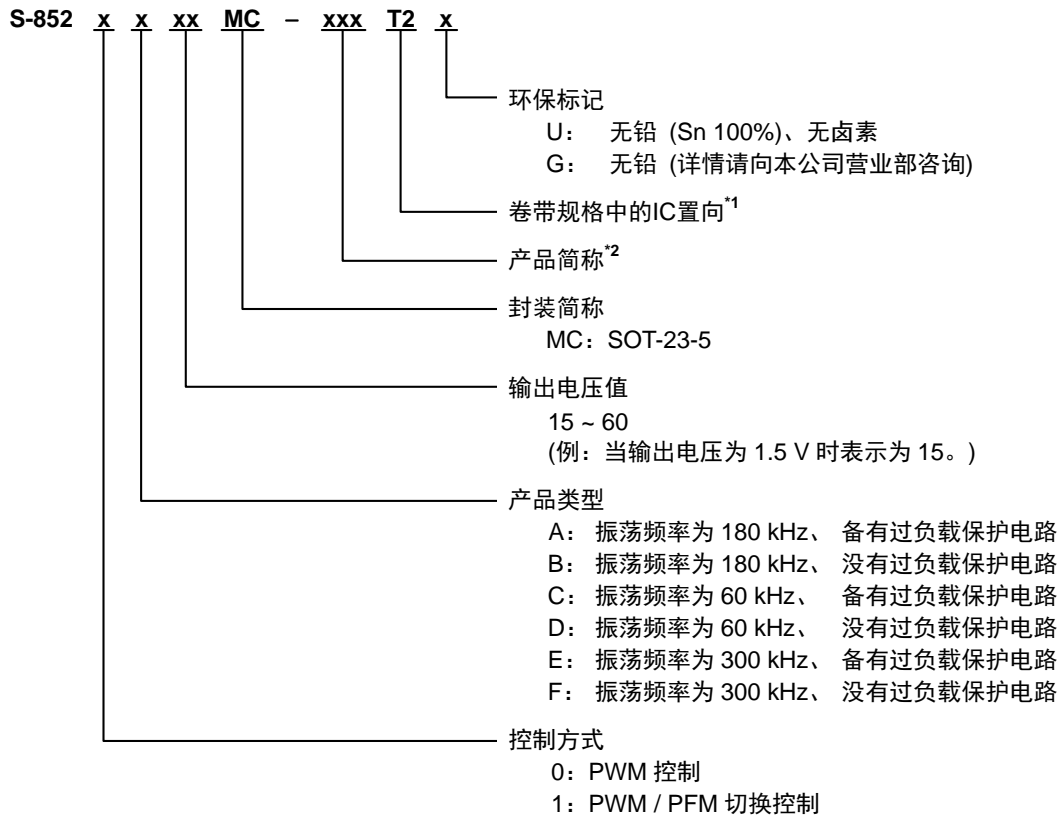 S-852 x x xx MC – xxx T2 x
环保标记
U： 无铅 (Sn 100%)、无卤素
G： 无铅 (详情请向本公司营业部咨询)
卷带规格中的IC置向*1
产品简称*2
封装简称
MC：SOT-23-5
输出电压值
15 ~ 60
(例：当输出电压为 1.5 V 时表示为 15。)
产品类型
A： 振荡频率为 180 kHz、 备有过负载保护电路
B： 振荡频率为 180 kHz、 没有过负载保护电路
C： 振荡频率为 60 kHz、 备有过负载保护电路
D： 振荡频率为 60 kHz、 没有过负载保护电路
E： 振荡频率为 300 kHz、 备有过负载保护电路
F： 振荡频率为 300 kHz、 没有过负载保护电路
控制方式
0：PWM 控制
1：PWM / PFM 切换控制